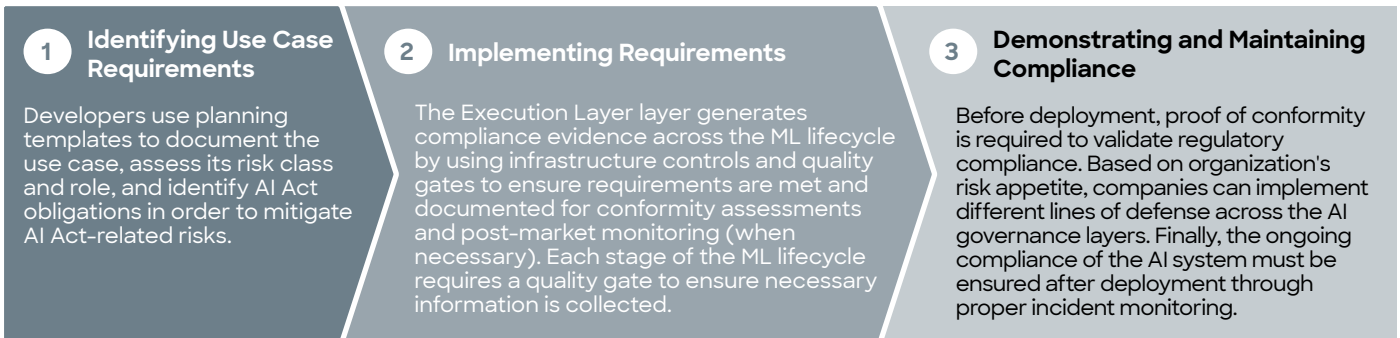 1
Identifying Use Case
Requirements
Developers use planning
templates to document the
use case, assess its risk class
and role, and identify AI Act
obligations in order to mitigate
AI Act-related risks.
2
Implementing Requirements
The Execution Layer layer generates
compliance evidence across the ML lifecycle
by using infrastructure controls and quality
gates to ensure requirements are met and
documented for conformity assessments
and post-market monitoring (when
necessary). Each stage of the ML lifecycle
requires a quality gate to ensure necessary
information is collected.
3
Demonstrating and Maintaining
Compliance
Before deployment, proof of conformity
is required to validate regulatory
compliance. Based on organization's
risk appetite, companies can implement
different lines of defense across the AI
governance layers. Finally, the ongoing
compliance of the AI system must be
ensured after deployment through
proper incident monitoring.